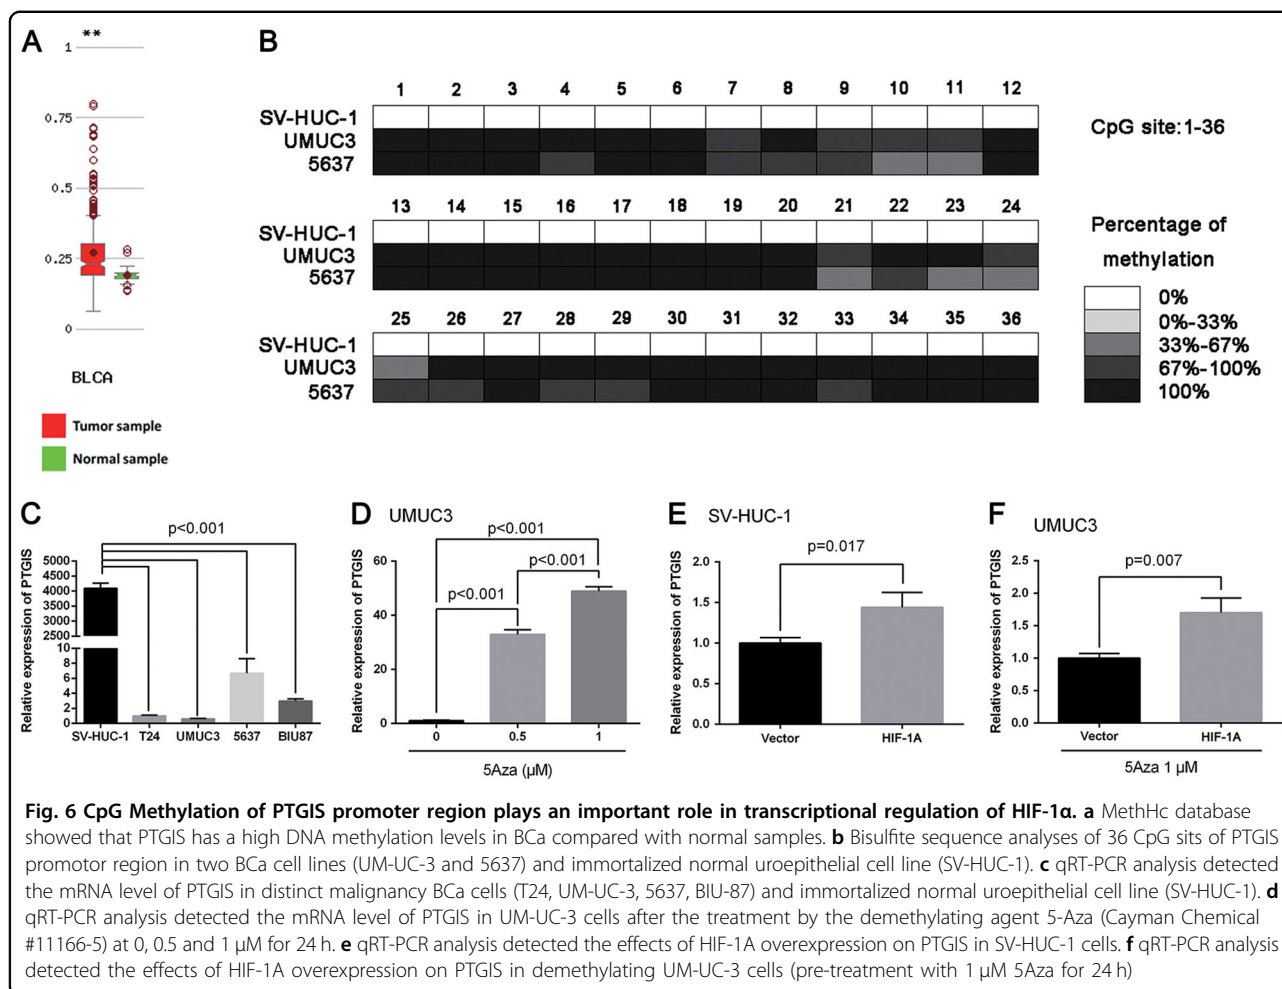 A
**
1
0.75
0.5
0.25
0
BLCA
Tumor sample
Normal sample
B
1 2 3 4 5 6 7 8 9 10 11 12
SV-HUC-1
UMUC3
5637
CpG site:1-36
13 14 15 16 17 18 19 20 21 22 23 24
SV-HUC-1
UMUC3
5637
25 26 27 28 29 30 31 32 33 34 35 36
SV-HUC-1
UMUC3
5637
Percentage of
methylation
0%
0%-33%
33%-67%
67%-100%
100%
C
p<0.001
Relative expression of PTGIS
5000
4500
4000
3500
3000
2500
10
8
6
4
2
0
SV-HUC-1 T24 UMUC3 5637 BIU87
D UMUC3
p<0.001
p<0.001
p<0.001
Relative expression of PTGIS
60
40
20
0
0 0.5 1
5Aza (µM)
E SV-HUC-1
p=0.017
Relative expression of PTGIS
2.0
1.5
1.0
0.5
0.0
Vector HIF-1A
F UMUC3
p=0.007
Relative expression of PTGIS
2.5
2.0
1.5
1.0
0.5
0.0
Vector HIF-1A
5Aza 1 µM
Fig. 6 CpG Methylation of PTGIS promoter region plays an important role in transcriptional regulation of HIF-1α. a MethHc database
showed that PTGIS has a high DNA methylation levels in BCa compared with normal samples. b Bisulfite sequence analyses of 36 CpG sits of PTGIS
promotor region in two BCa cell lines (UM-UC-3 and 5637) and immortalized normal uroepithelial cell line (SV-HUC-1). c qRT-PCR analysis detected
the mRNA level of PTGIS in distinct malignancy BCa cells (T24, UM-UC-3, 5637, BIU-87) and immortalized normal uroepithelial cell line (SV-HUC-1). d
qRT-PCR analysis detected the mRNA level of PTGIS in UM-UC-3 cells after the treatment by the demethylating agent 5-Aza (Cayman Chemical
#11166-5) at 0, 0.5 and 1 µM for 24 h. e qRT-PCR analysis detected the effects of HIF-1A overexpression on PTGIS in SV-HUC-1 cells. f qRT-PCR analysis
detected the effects of HIF-1A overexpression on PTGIS in demethylating UM-UC-3 cells (pre-treatment with 1 µM 5Aza for 24 h)